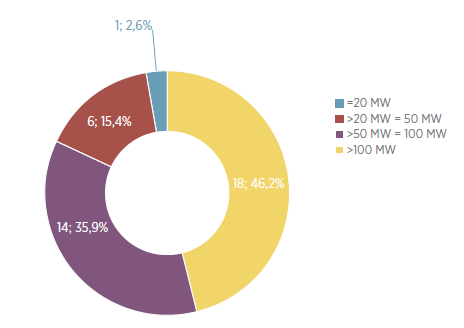 1; 2,6%
6; 15,4%
18; 46,2%
14; 35,9%
=20 MW
>20 MW = 50 MW
>50 MW = 100 MW
>100 MW